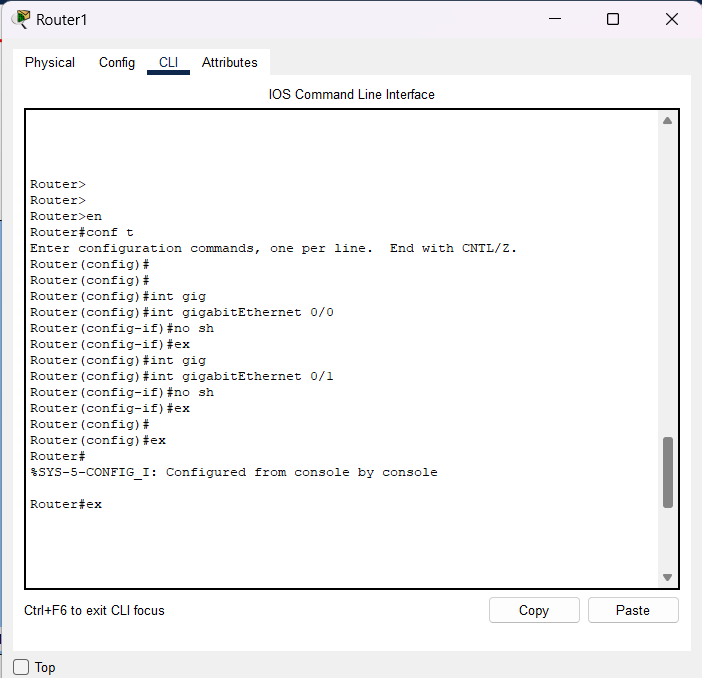 Router1
Physical Config CLI Attributes
IOS Command Line Interface
Router>
Router>
Router>en
Router#conf t
Enter configuration commands, one per line.  End with CNTL/Z.
Router(config)#
Router(config)#
Router(config)#int gig
Router(config)#int gigabitEthernet 0/0
Router(config-if)#no sh
Router(config-if)#ex
Router(config)#int gig
Router(config)#int gigabitEthernet 0/1
Router(config-if)#no sh
Router(config-if)#ex
Router(config)#
Router(config)#ex
Router#
%SYS-5-CONFIG_I: Configured from console by console
Router#ex
Ctrl+F6 to exit CLI focus
Copy Paste
Top